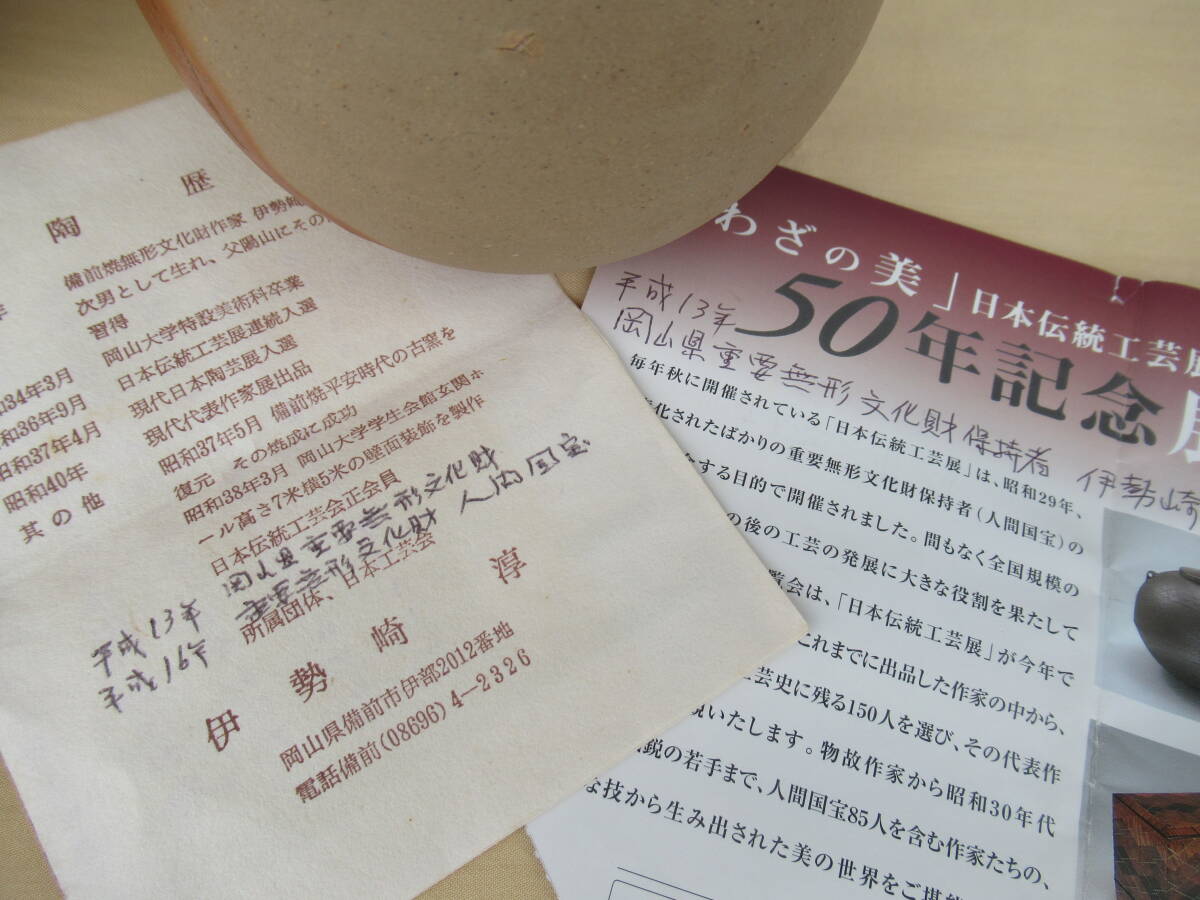 陶歴
備前焼無形文化財作家 伊勢崎
次男として生れ、父陽山にその
習得
34年3月 岡山大学特設美術科卒業
和36年9月 日本伝統工芸展連続入選
昭和37年4月 現代日本陶芸展入選
昭和40年 現代代表作家展出品
その他 昭和37年5月 備前焼平安時代の古窯を
復元 その焼成に成功
昭和38年3月 岡山大学学生会館玄関ホ
ール高さ7米横5米の壁面装飾を製作
日本伝統工芸会正会員
平成13年 岡山県重要無形文化財
所属団体、日本工芸会
平成16年 重要無形文化財 人間国宝
伊勢崎淳
岡山県備前市伊部2012番地
電話備前(08696)4-2326
わざの美」日本伝統工芸展
50年記念展
平成13年
岡山県重要無形文化財保持者 伊勢崎
毎年秋に開催されている「日本伝統工芸展」は、昭和29年、
化されたばかりの重要無形文化財保持者(人間国宝)の
する目的で開催されました。間もなく全国規模の
の後の工芸の発展に大きな役割を果たして
覧会は、「日本伝統工芸展」が今年で
これまでに出品した作家の中から、
芸史に残る150人を選び、その代表作
いたします。物故作家から昭和30年代
鋭の若手まで、人間国宝85人を含む作家たちの、
な技から生み出された美の世界をご堪能